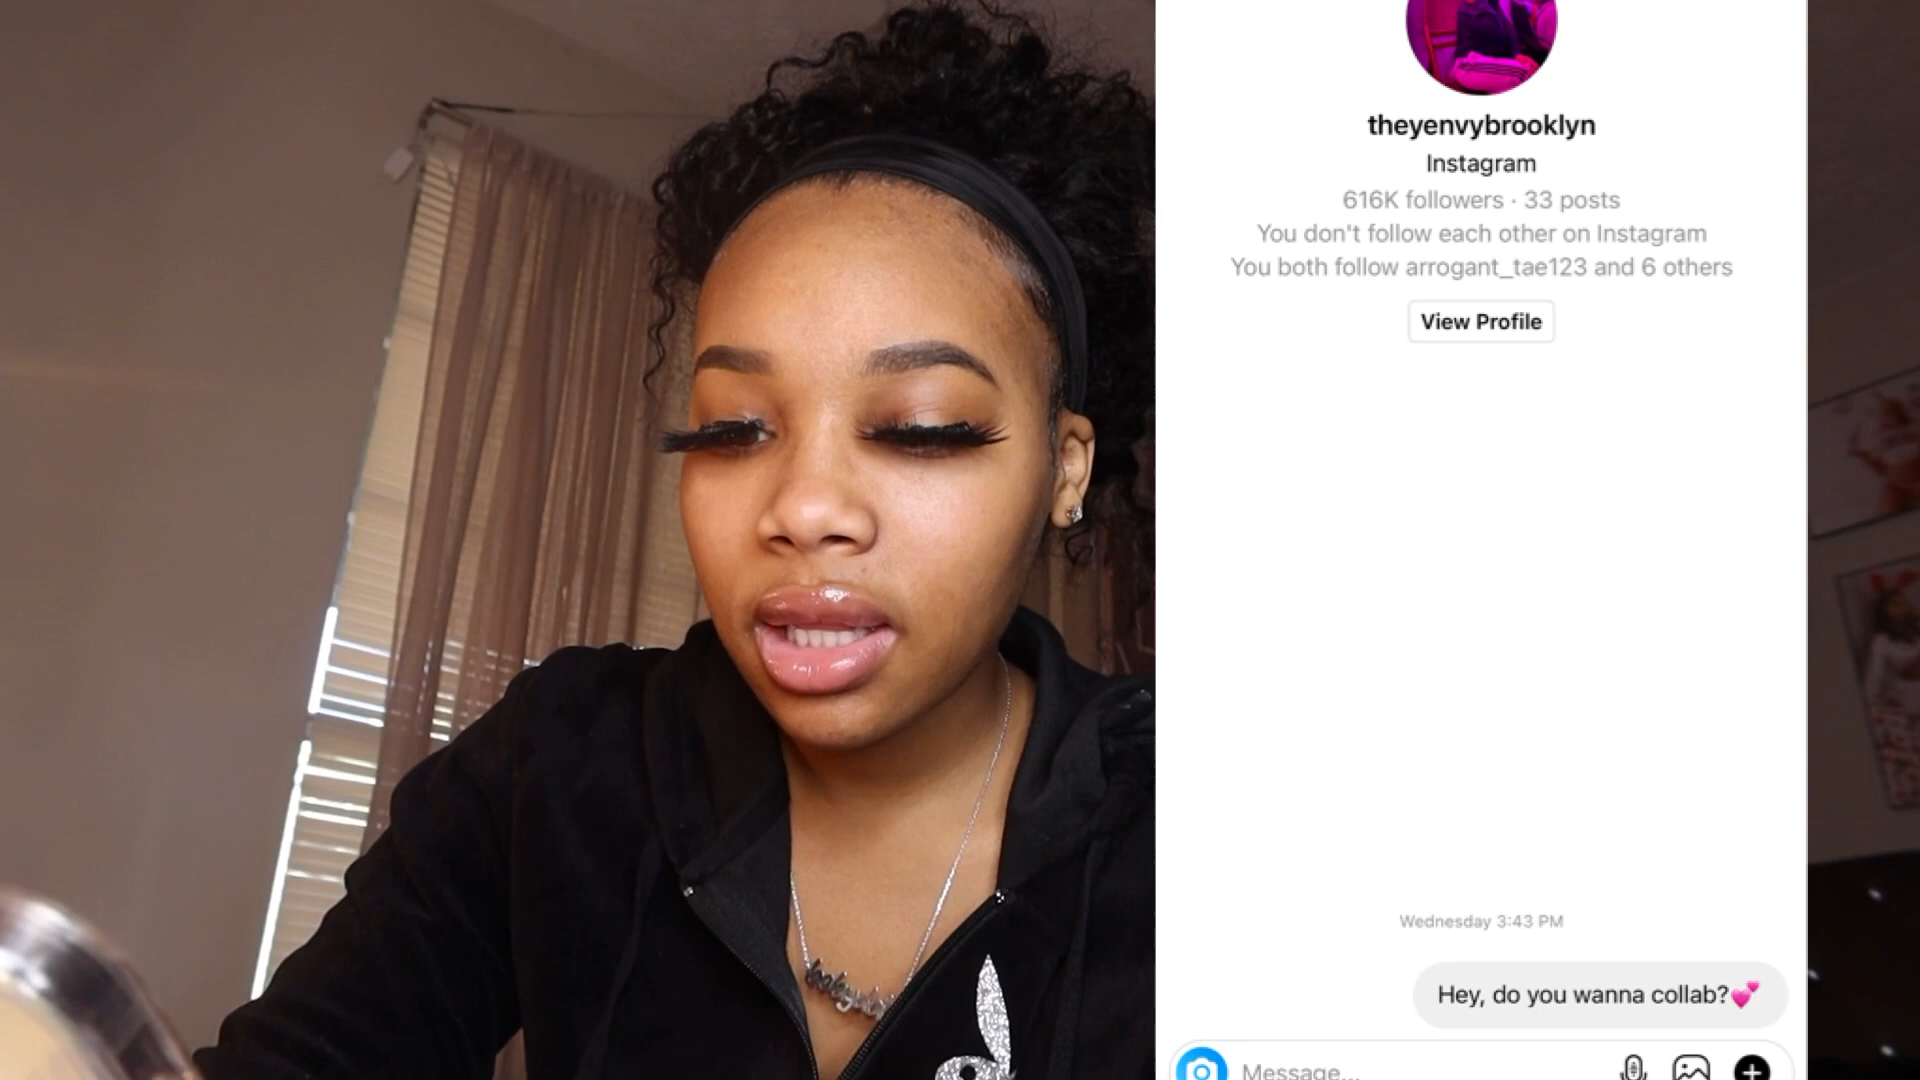 theyenvybrooklyn
Instagram
616K followers · 33 posts
You don't follow each other on Instagram
You both follow arrogant_tae123 and 6 others
View Profile
Wednesday 3:43 PM
Hey, do you wanna collab?💕
Message...